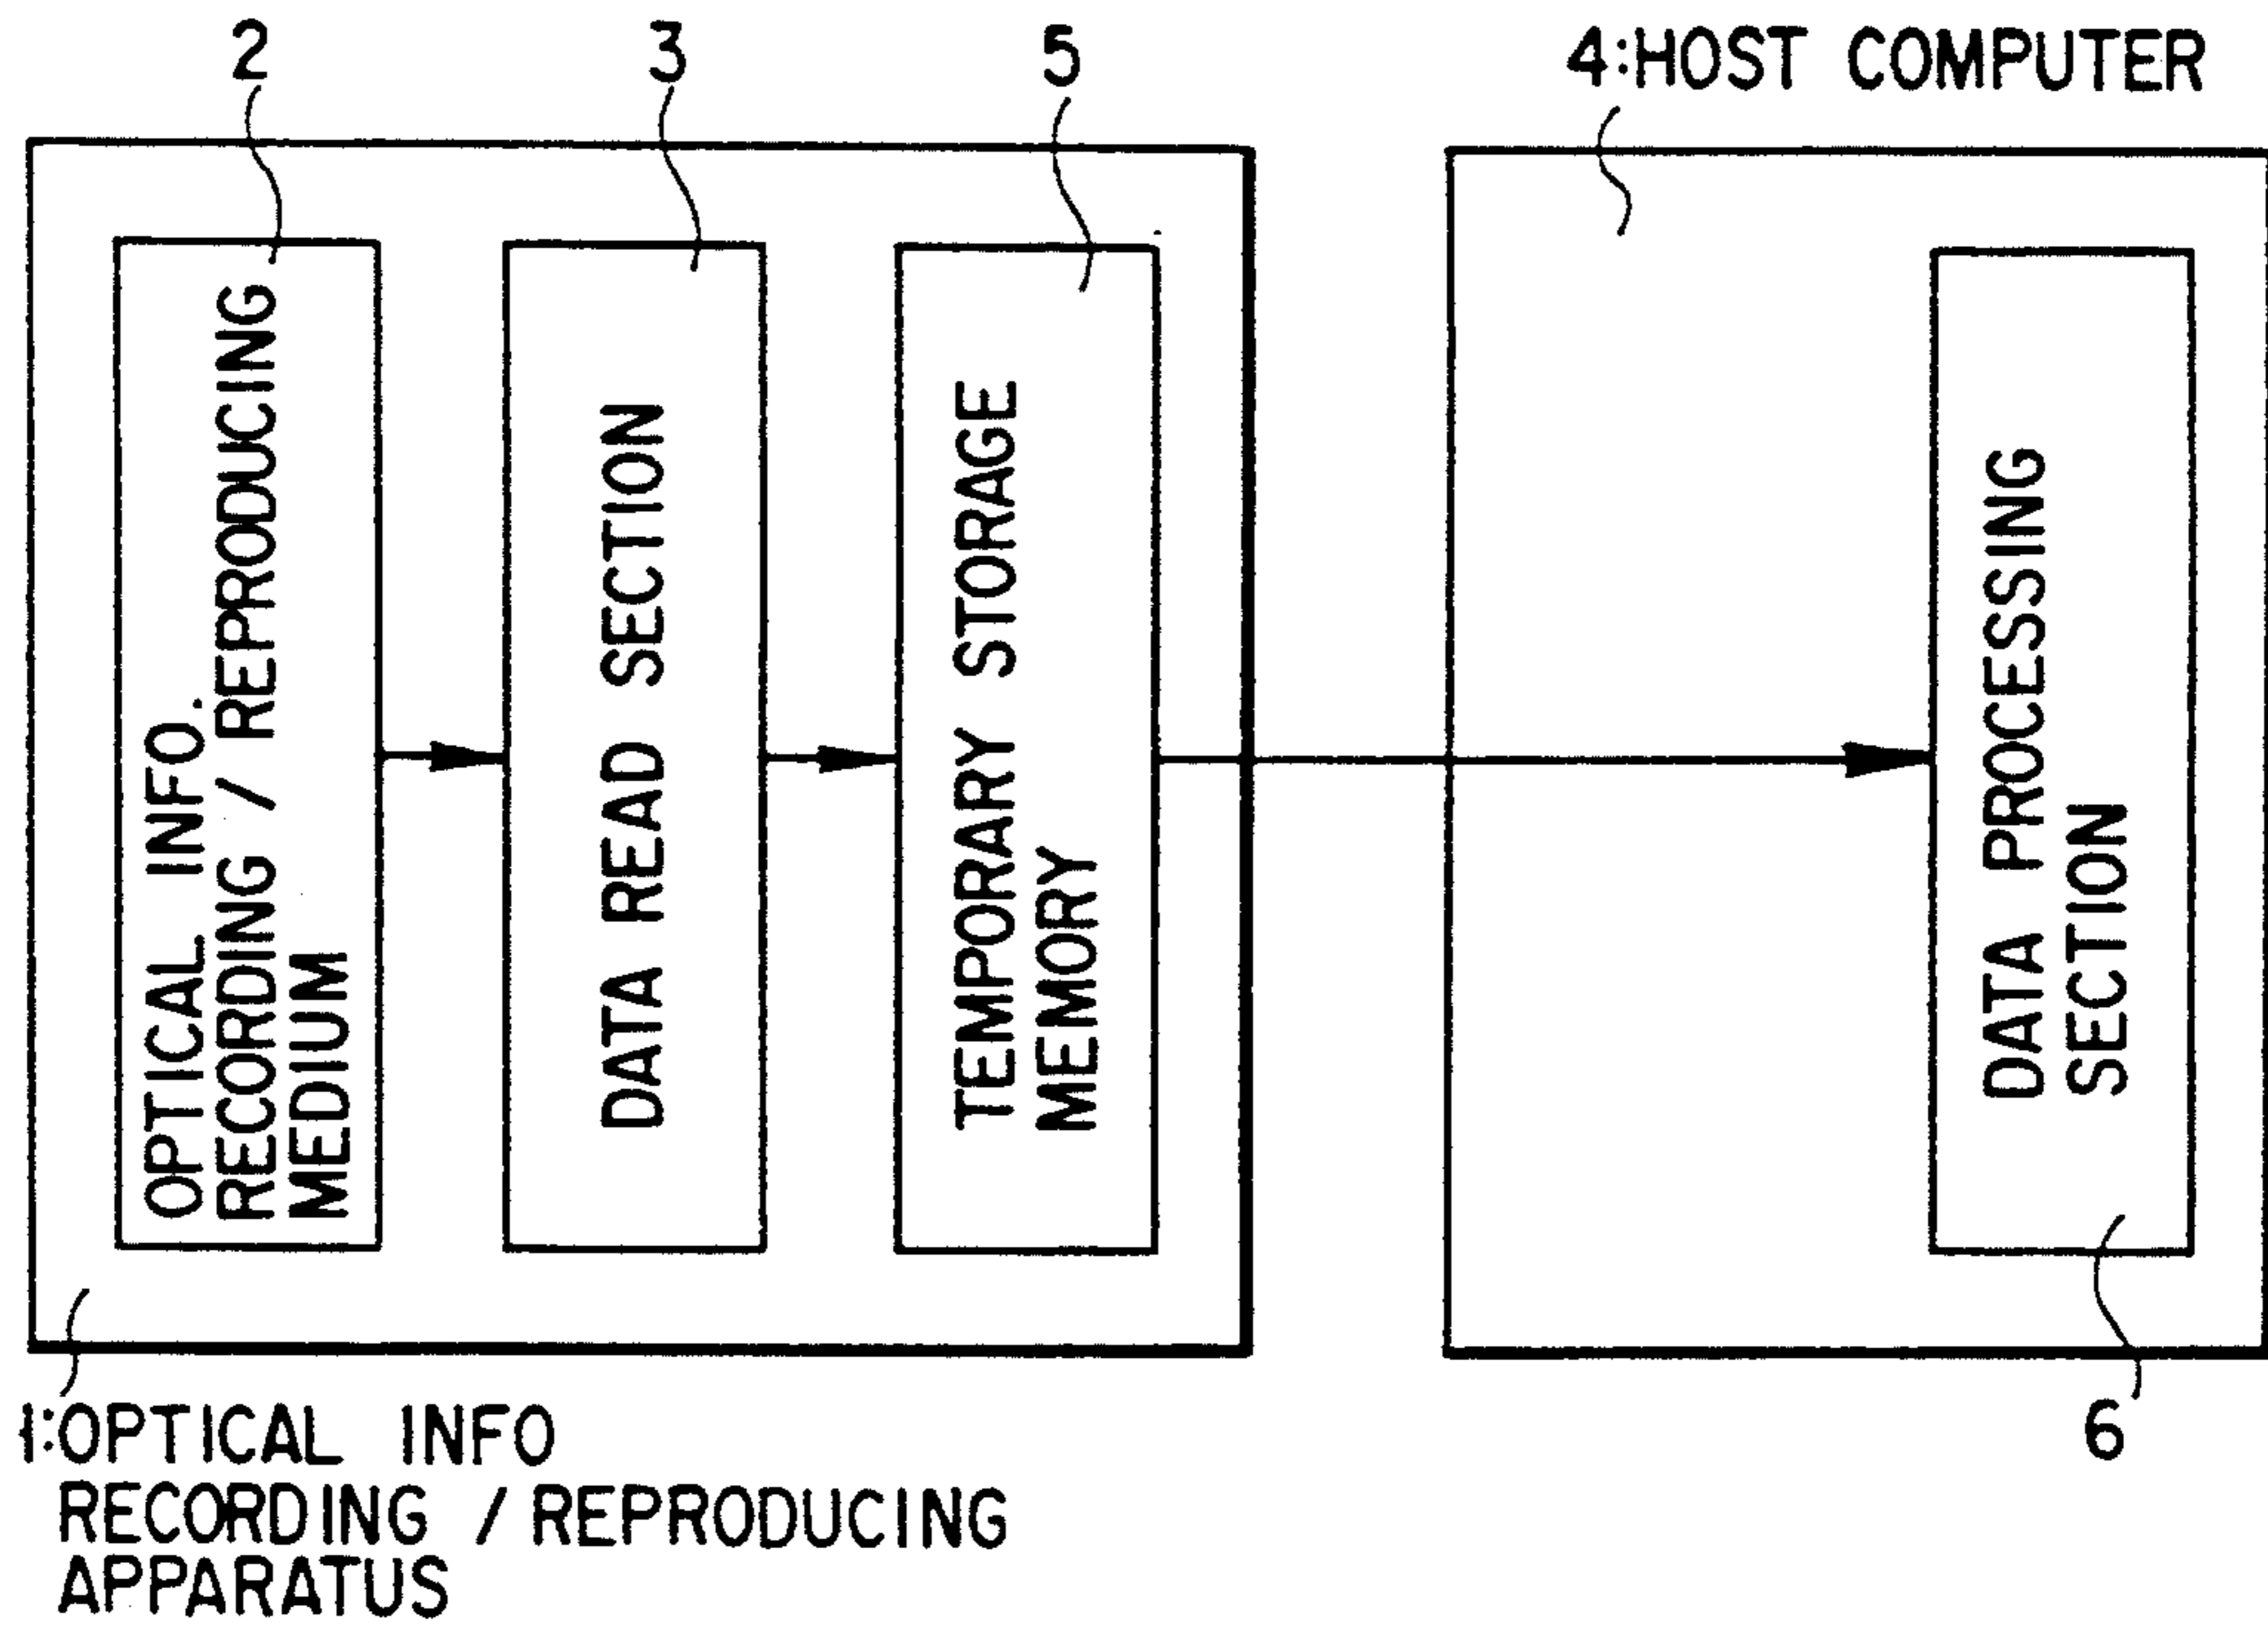 2
3
5
4:HOST COMPUTER
OPTICAL INFO.
RECORDING / REPRODUCING
MEDIUM
DATA READ SECTION
TEMPORARY STORAGE
MEMORY
DATA PROCESSING
SECTION
1:OPTICAL INFO
RECORDING / REPRODUCING
APPARATUS
6